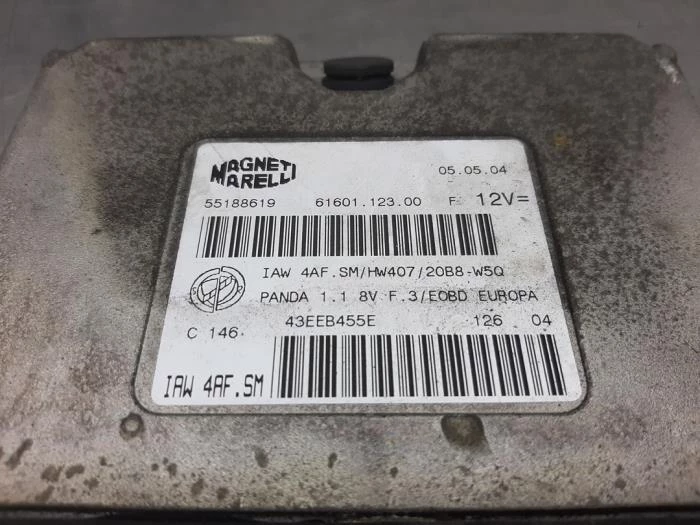 MAGNETI
MARELLI
05.05.04
55188619 61601.123.00 F 12V=
IAW 4AF.SM/HW407/20B8-W5Q
PANDA 1.1 8V F.3/EOBD EUROPA
C 146 43EEB455E 126 04
IAW 4AF.SM